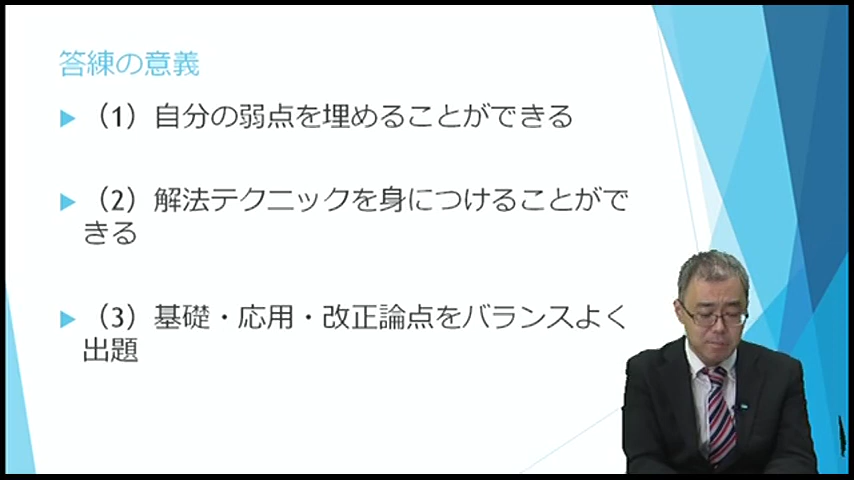 答練の意義
（1）自分の弱点を埋めることができる
（2）解法テクニックを身につけることがで
きる
（3）基礎・応用・改正論点をバランスよく
出題